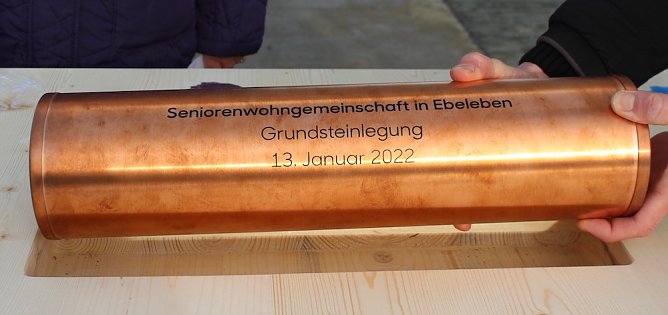 Seniorenwohngemeinschaft in Ebeleben
Grundsteinlegung
13. Januar 2022